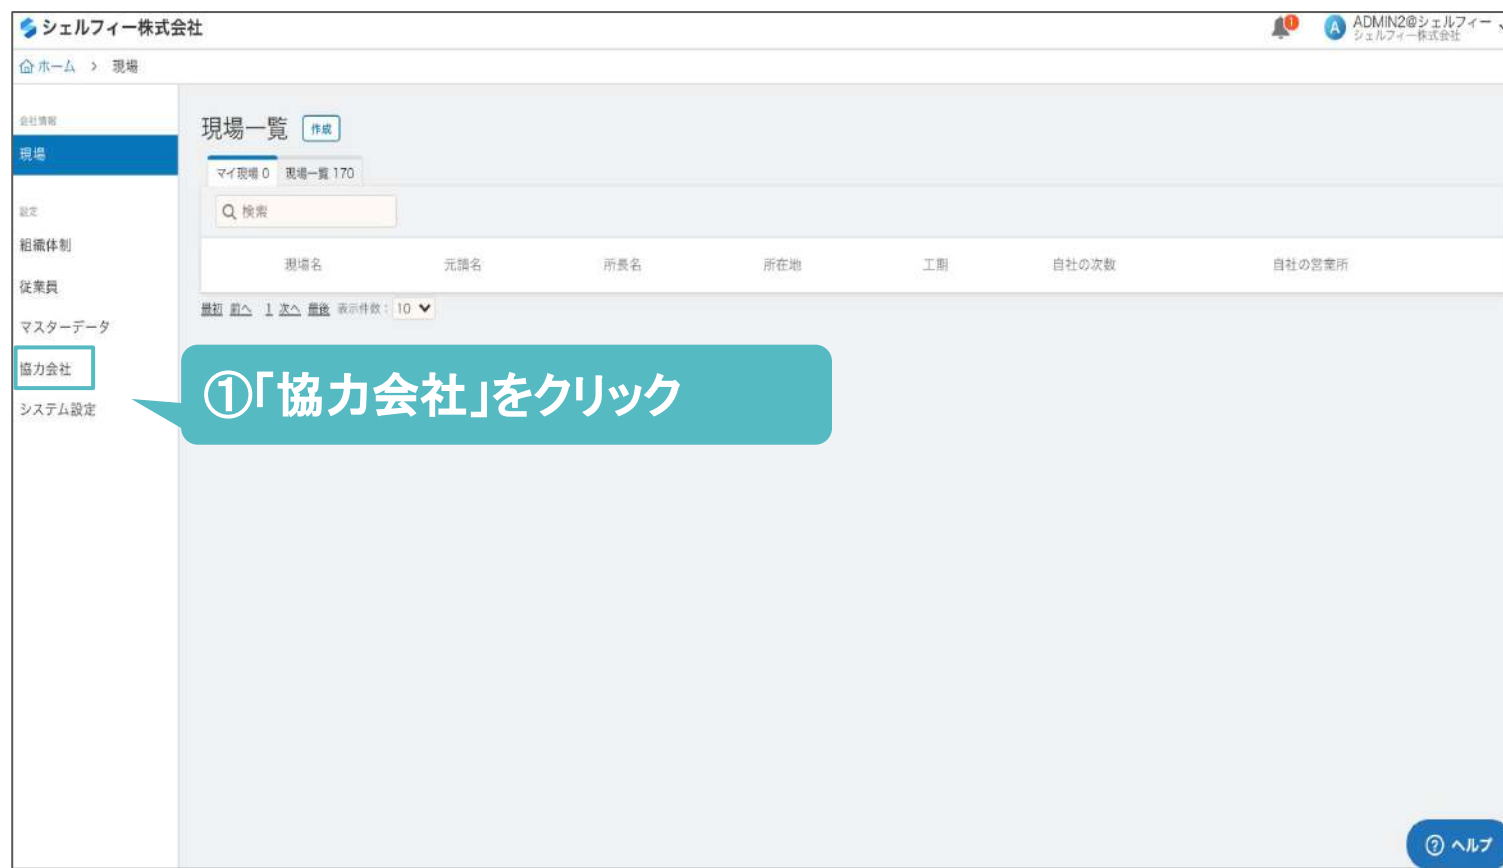 シェルフィー株式会社
1
A
ADMIN2@シェルフィー
シェルフィー株式会社
ホーム > 現場
会社情報
現場
設定
組織体制
従業員
マスターデータ
協力会社
システム設定
現場一覧 作成
マイ現場 0 現場一覧 170
検索
現場名 元請名 所長名 所在地 工期 自社の次数 自社の営業所
最初 前へ 1 次へ 最後 表示件数: 10
①「協力会社」をクリック
? ヘルプ